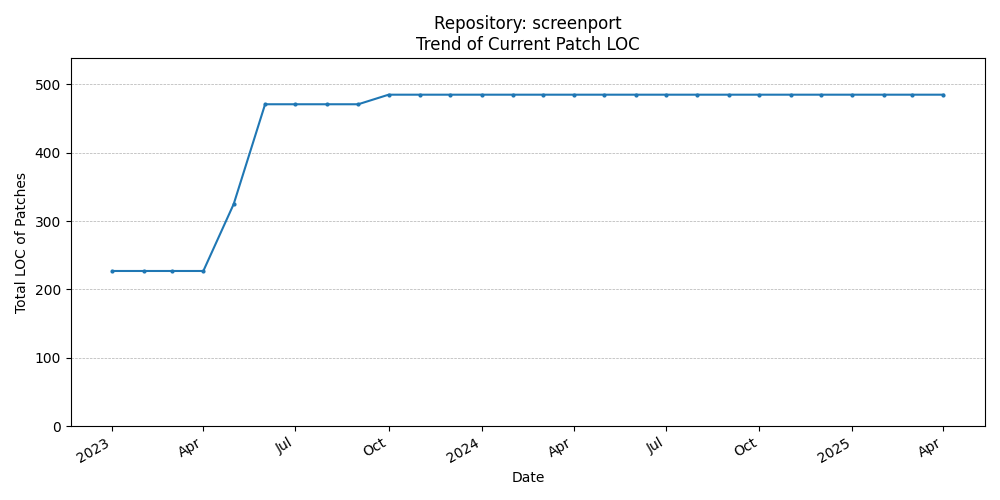 Repository: screenport
Trend of Current Patch LOC
Total LOC of Patches
500
400
300
200
100
0
2023
Apr
Jul
Oct
2024
Apr
Jul
Oct
2025
Apr
Date